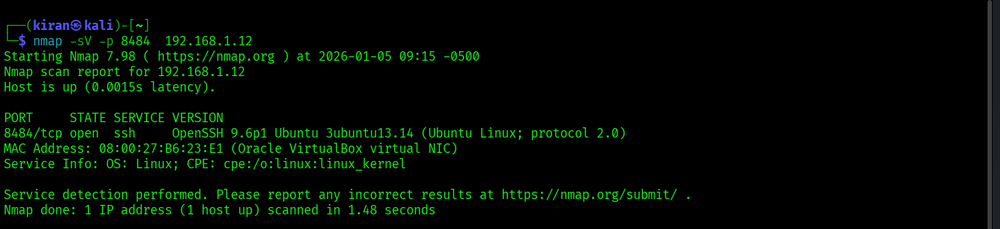 ┌──(kiran㉿kali)-[~]
└─$ nmap -sV -p 8484  192.168.1.12
Starting Nmap 7.98 ( https://nmap.org ) at 2026-01-05 09:15 -0500
Nmap scan report for 192.168.1.12
Host is up (0.0015s latency).
PORT     STATE SERVICE VERSION
8484/tcp open  ssh     OpenSSH 9.6p1 Ubuntu 3ubuntu13.14 (Ubuntu Linux; protocol 2.0)
MAC Address: 08:00:27:B6:23:E1 (Oracle VirtualBox virtual NIC)
Service Info: OS: Linux; CPE: cpe:/o:linux:linux_kernel
Service detection performed. Please report any incorrect results at https://nmap.org/submit/ .
Nmap done: 1 IP address (1 host up) scanned in 1.48 seconds